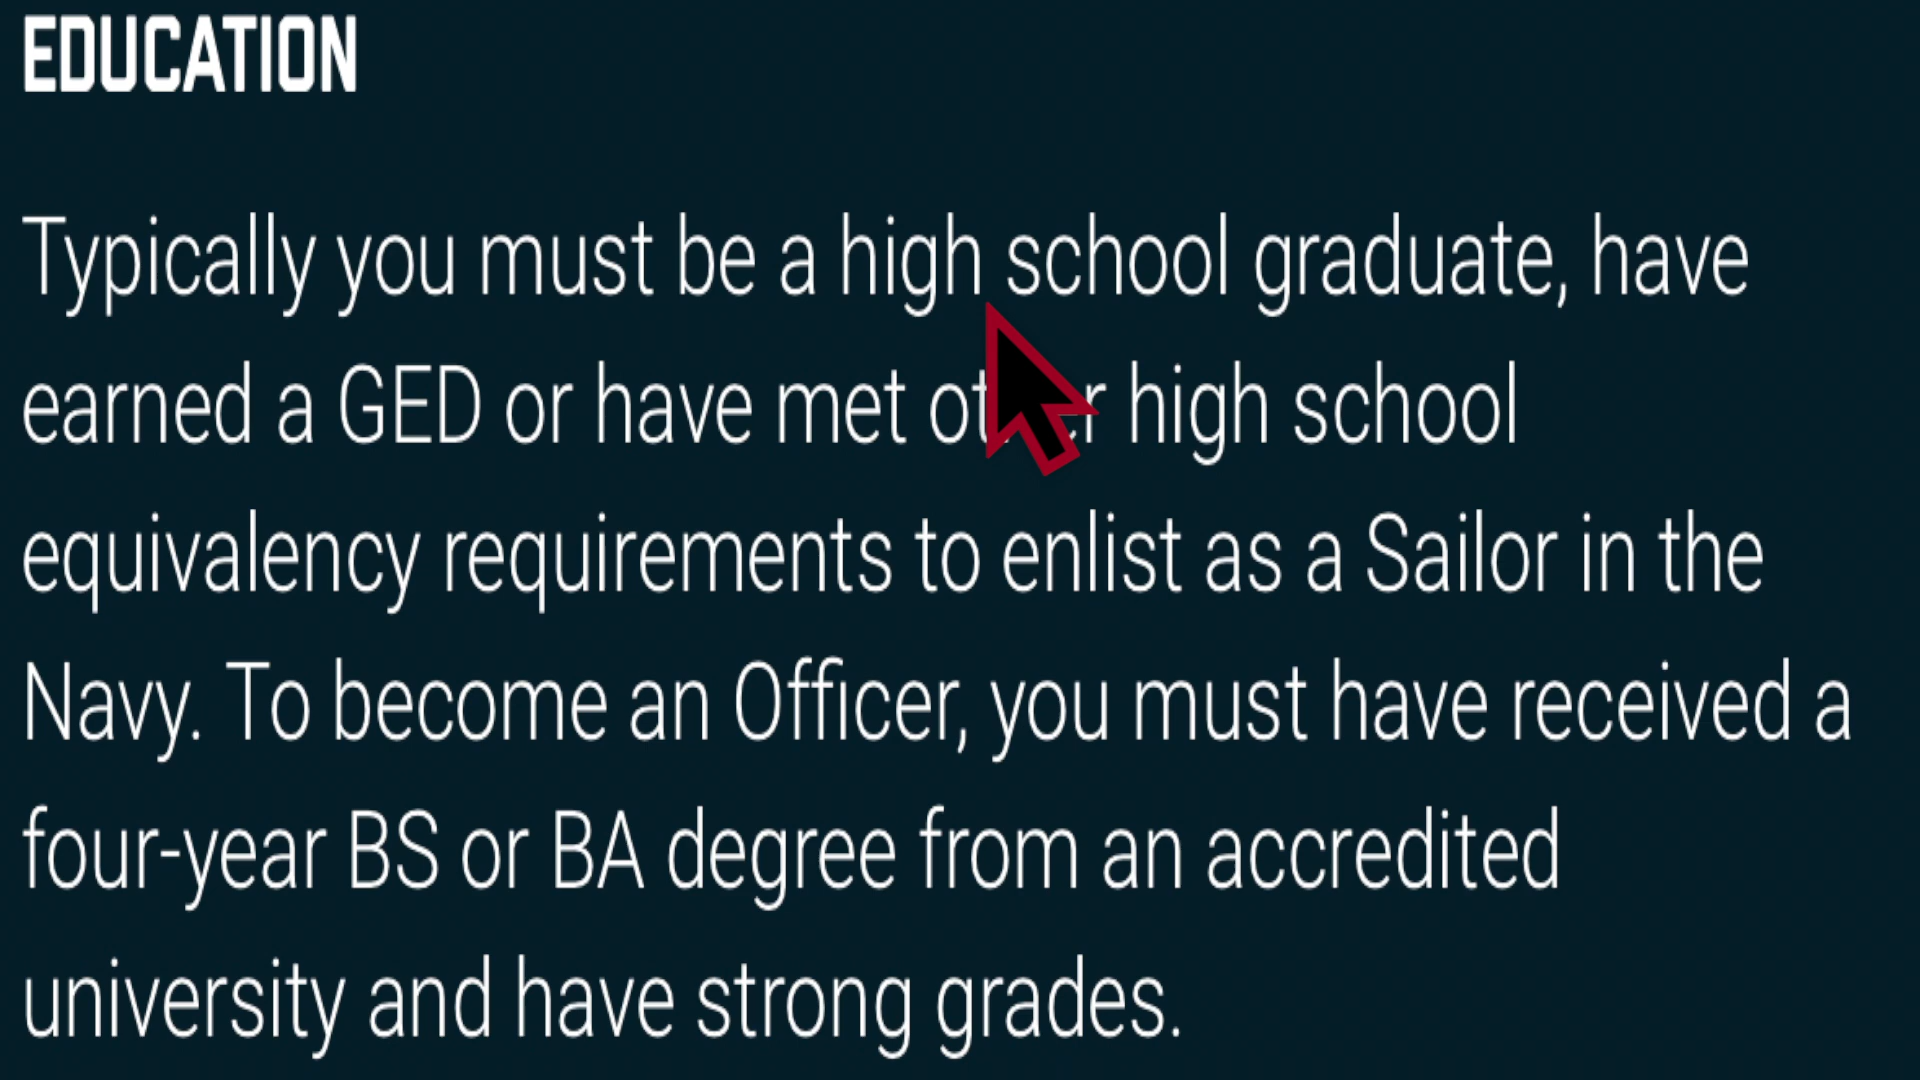 EDUCATION
Typically you must be a high school graduate, have
earned a GED or have met other high school
equivalency requirements to enlist as a Sailor in the
Navy. To become an Officer, you must have received a
four-year BS or BA degree from an accredited
university and have strong grades.